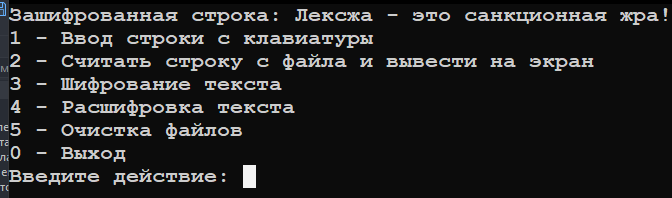 Зашифрованная строка: Лексжа - это санкционная жра!
1 - Ввод строки с клавиатуры
2 - Считать строку с файла и вывести на экран
3 - Шифрование текста
4 - Расшифровка текста
5 - Очистка файлов
0 - Выход
Введите действие: